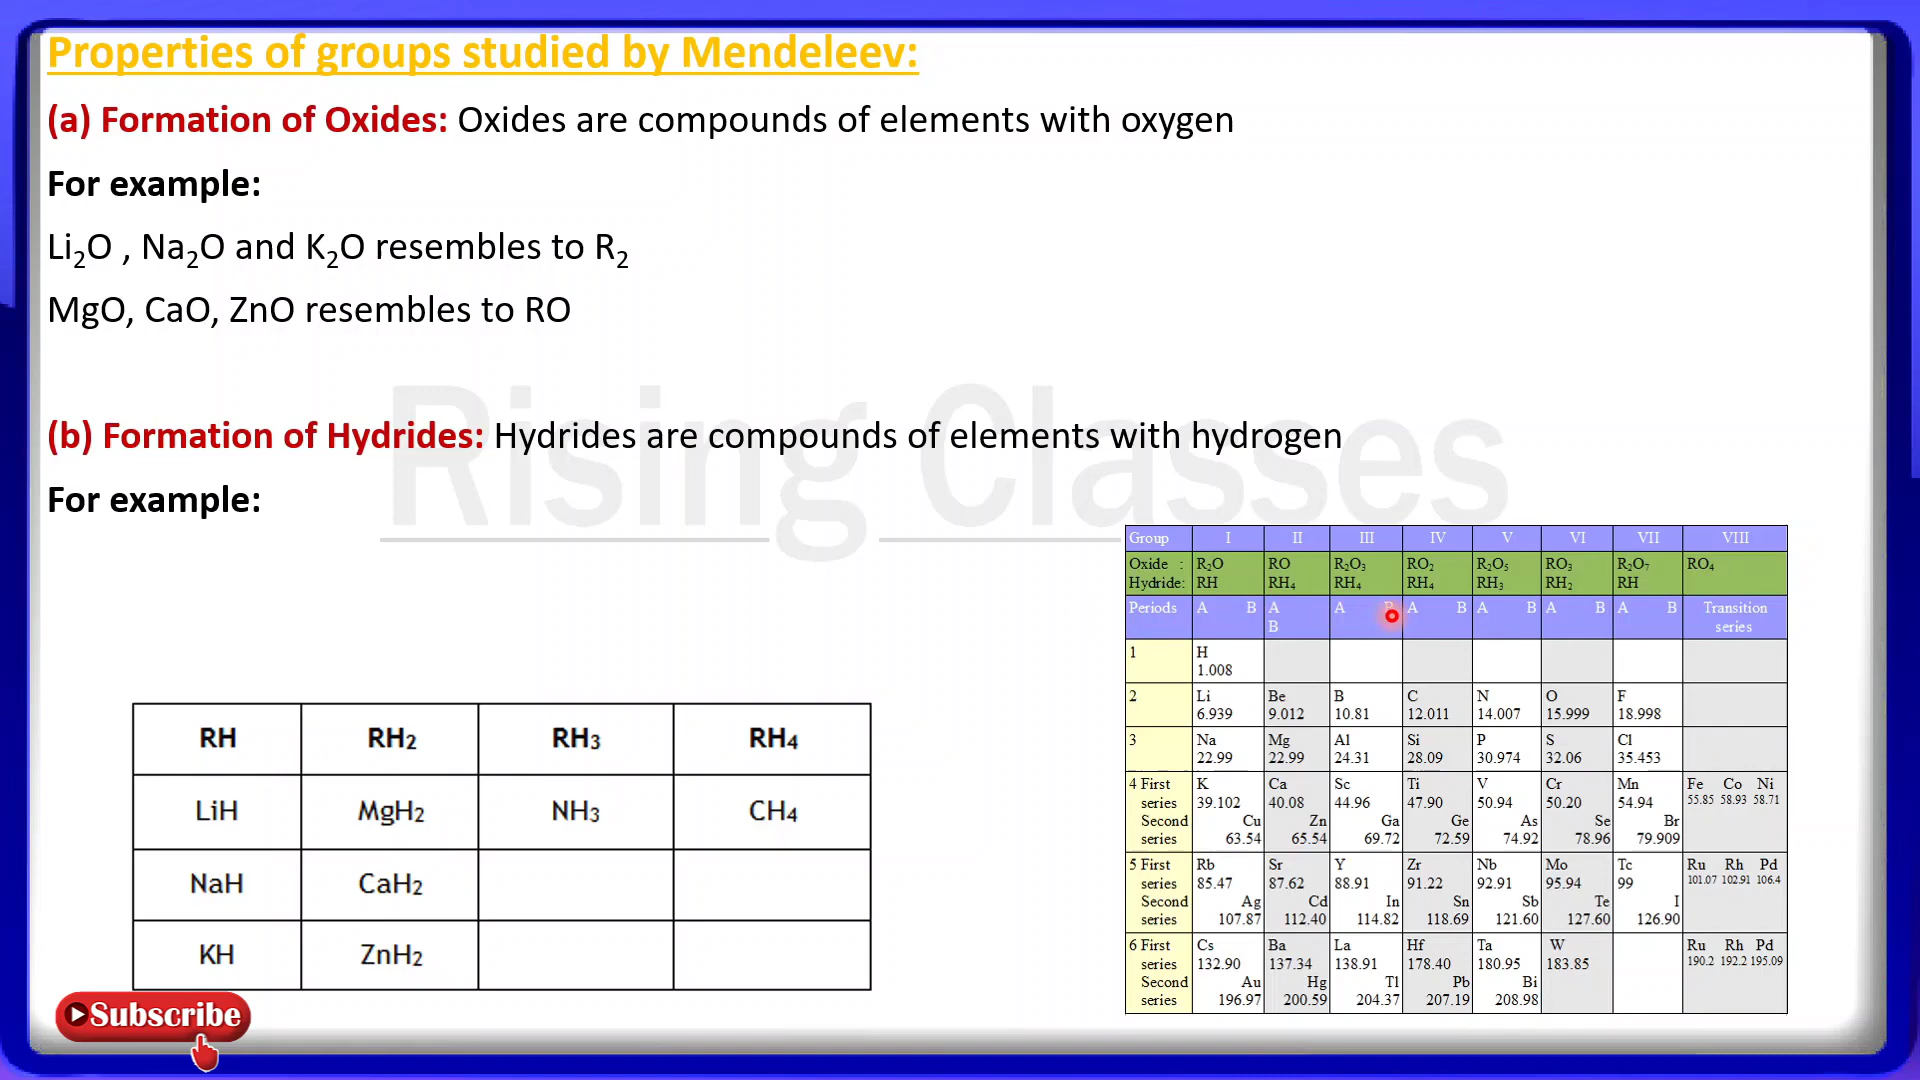 Properties of groups studied by Mendeleev:
(a) Formation of Oxides: Oxides are compounds of elements with oxygen
For example:
Li₂O , Na₂O and K₂O resembles to R₂
MgO, CaO, ZnO resembles to RO
Rising Classes
(b) Formation of Hydrides: Hydrides are compounds of elements with hydrogen
For example:
Group I II III IV V VI VII VIII
Oxide : R₂O RO R₂O₃ RO₂ R₂O₅ RO₃ R₂O₇ RO₄
Hydride: RH RH₄ RH₄ RH₄ RH₃ RH₂ RH
Periods A B A A A B A B A B A B Transition
B series
1 H
1.008
2 Li Be B C N O F
6.939 9.012 10.81 12.011 14.007 15.999 18.998
3 Na Mg Al Si P S Cl
22.99 22.99 24.31 28.09 30.974 32.06 35.453
4 First K Ca Sc Ti V Cr Mn Fe Co Ni
series 39.102 40.08 44.96 47.90 50.94 50.20 54.94 55.85 58.93 58.71
Second Cu Zn Ga Ge As Se Br
series 63.54 65.54 69.72 72.59 74.92 78.96 79.909
5 First Rb Sr Y Zr Nb Mo Tc Ru Rh Pd
series 85.47 87.62 88.91 91.22 92.91 95.94 99 101.07 102.91 106.4
Second Ag Cd In Sn Sb Te I
series 107.87 112.40 114.82 118.69 121.60 127.60 126.90
6 First Cs Ba La Hf Ta W Ru Rh Pd
series 132.90 137.34 138.91 178.40 180.95 183.85 190.2 192.2 195.09
Second Au Hg Tl Pb Bi
series 196.97 200.59 204.37 207.19 208.98
RH RH₂ RH₃ RH₄
LiH MgH₂ NH₃ CH₄
NaH CaH₂
KH ZnH₂
Subscribe